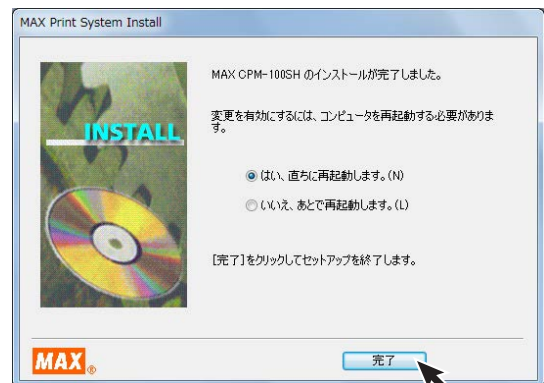 MAX Print System Install
MAX CPM-100SH のインストールが完了しました。
変更を有効にするには、コンピュータを再起動する必要がありま
す。
INSTALL
はい、直ちに再起動します。(N)
いいえ、あとで再起動します。(L)
[完了]をクリックしてセットアップを終了します。
MAX®
完了